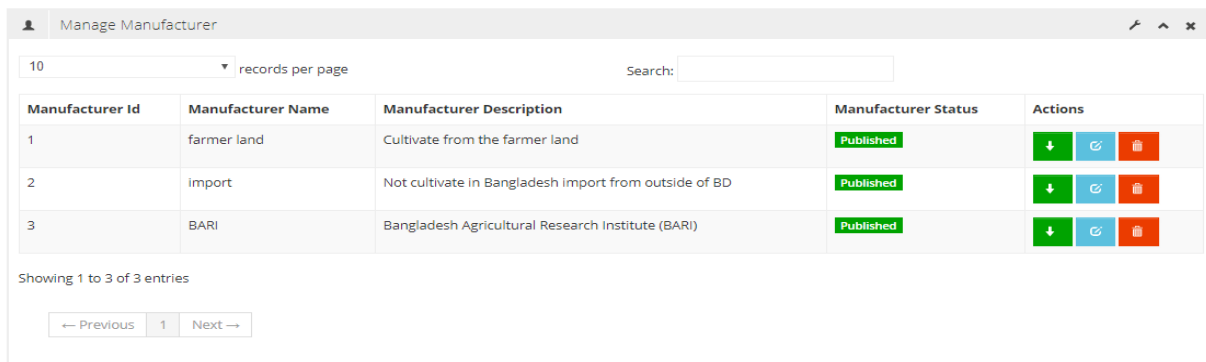 Manage Manufacturer
10 records per page Search:
Manufacturer Id Manufacturer Name Manufacturer Description Manufacturer Status Actions
1 farmer land Cultivate from the farmer land Published
2 import Not cultivate in Bangladesh import from outside of BD Published
3 BARI Bangladesh Agricultural Research Institute (BARI) Published
Showing 1 to 3 of 3 entries
← Previous 1 Next →